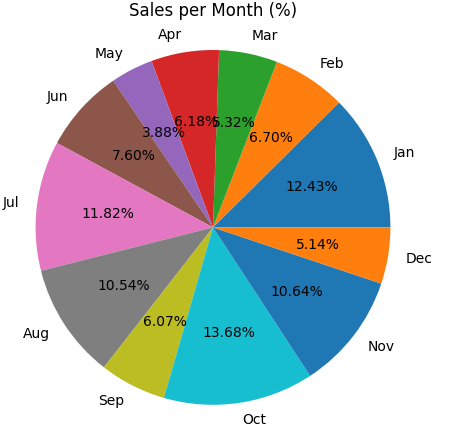 Sales per Month (%)
Jan
12.43%
Feb
6.70%
Mar
5.32%
Apr
6.18%
May
3.88%
Jun
7.60%
Jul
11.82%
Aug
10.54%
Sep
6.07%
Oct
13.68%
Nov
10.64%
Dec
5.14%